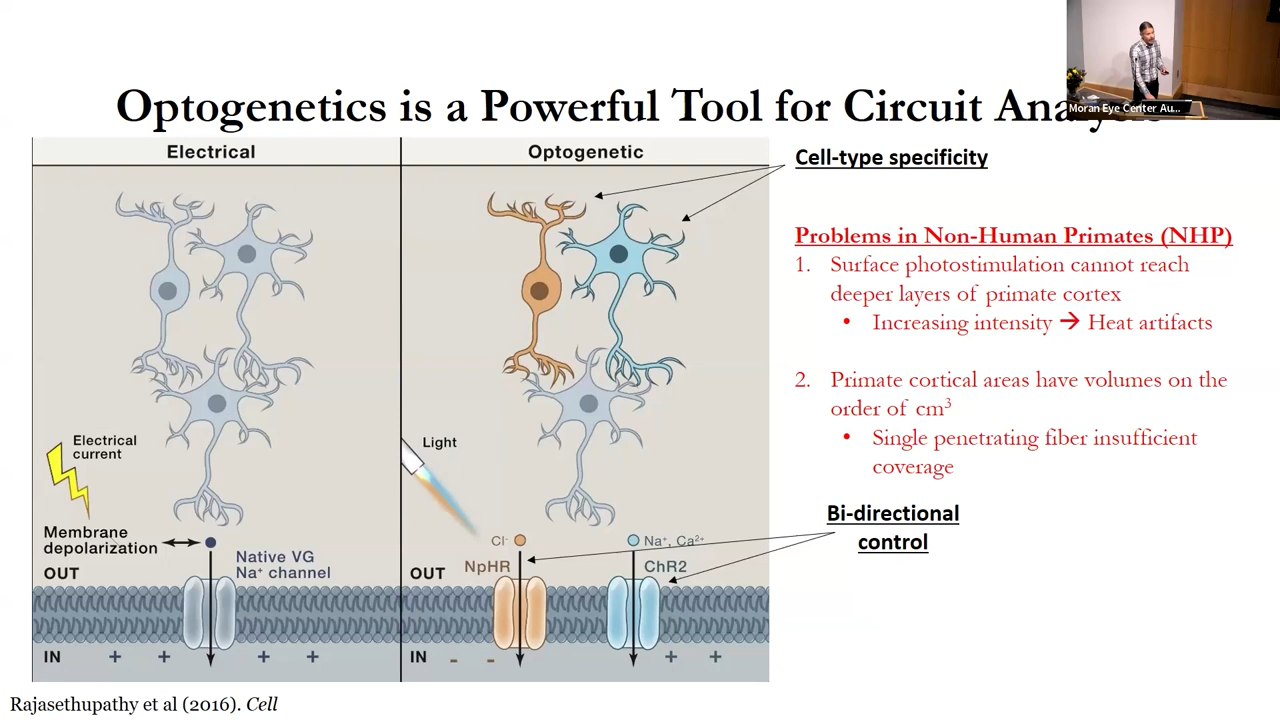 Optogenetics is a Powerful Tool for Circuit Analysis
Moran Eye Center Au...
Electrical
Optogenetic
Cell-type specificity
Problems in Non-Human Primates (NHP)
1. Surface photostimulation cannot reach
deeper layers of primate cortex
• Increasing intensity → Heat artifacts
2. Primate cortical areas have volumes on the
order of cm³
• Single penetrating fiber insufficient
coverage
Bi-directional
control
Electrical
current
Light
Membrane
depolarization
Native VG
Na⁺ channel
OUT
IN
+ + + +
Cl⁻
NpHR
Na⁺, Ca²⁺
ChR2
OUT
IN
- - + +
Rajasethupathy et al (2016). Cell